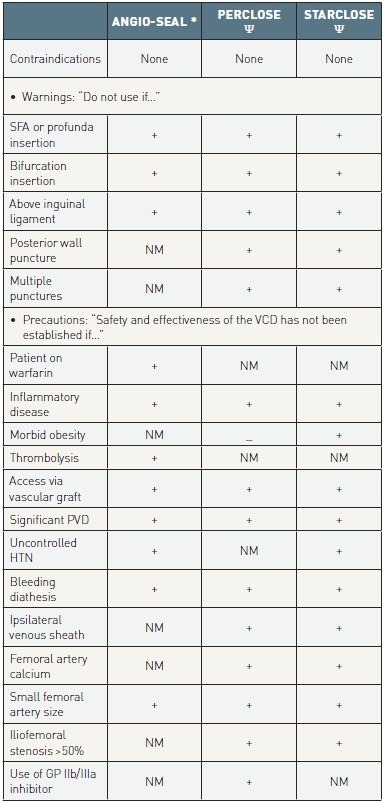 ANGIO-SEAL * PERCLOSE Ψ STARCLOSE Ψ
Contraindications None None None
• Warnings: “Do not use if...”
SFA or profunda insertion + + +
Bifurcation insertion + + +
Above inguinal ligament + + +
Posterior wall puncture NM + +
Multiple punctures NM + +
• Precautions: “Safety and effectiveness of the VCD has not been
established if...”
Patient on warfarin + NM NM
Inflammatory disease + + +
Morbid obesity NM _ +
Thrombolysis + NM NM
Access via vascular graft + + +
Significant PVD + + +
Uncontrolled HTN + NM +
Bleeding diathesis + + +
Ipsilateral venous sheath NM + +
Femoral artery calcium NM + +
Small femoral artery size + + +
Iliofemoral stenosis >50% NM + +
Use of GP IIb/IIIa inhibitor NM + NM